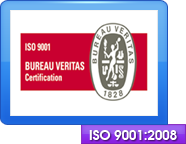 ISO 9001
BUREAU VERITAS
Certification
BUREAU VERITAS
1828
ISO 9001:2008